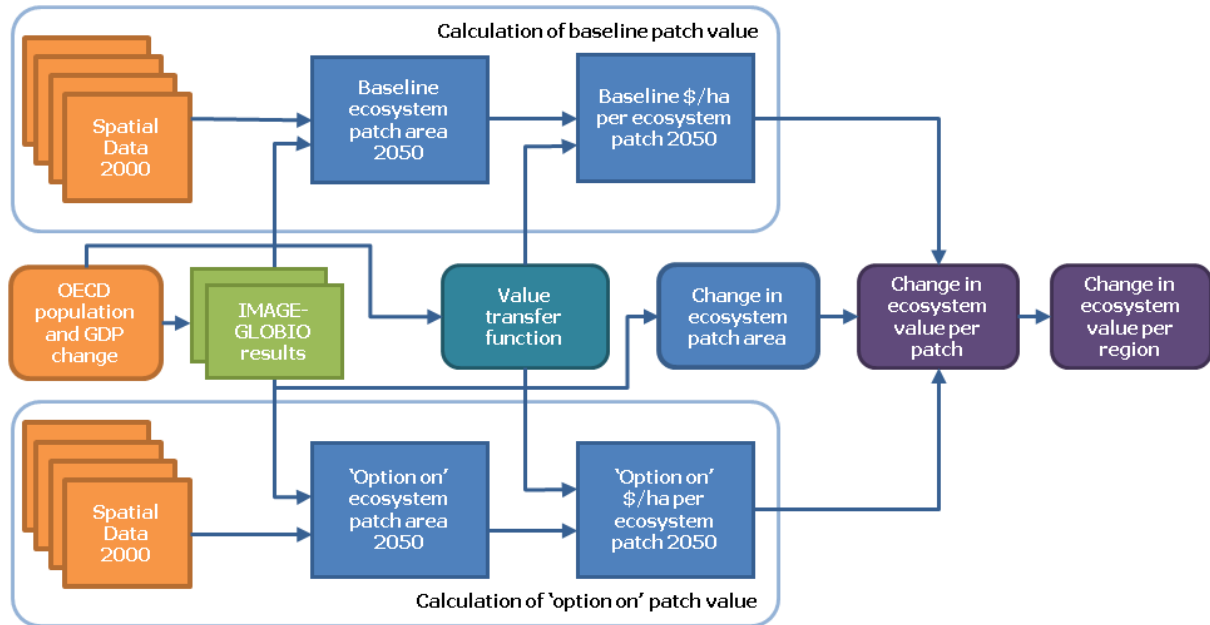 Calculation of baseline patch value
Spatial
Data
2000
Baseline
ecosystem
patch area
2050
Baseline $/ha
per ecosystem
patch 2050
OECD
population
and GDP
change
IMAGE-
GLOBIO
results
Value
transfer
function
Change in
ecosystem
patch area
Change in
ecosystem
value per
patch
Change in
ecosystem
value per
region
Spatial
Data
2000
‘Option on’
ecosystem
patch area
2050
‘Option on’
$/ha per
ecosystem
patch 2050
Calculation of ‘option on’ patch value